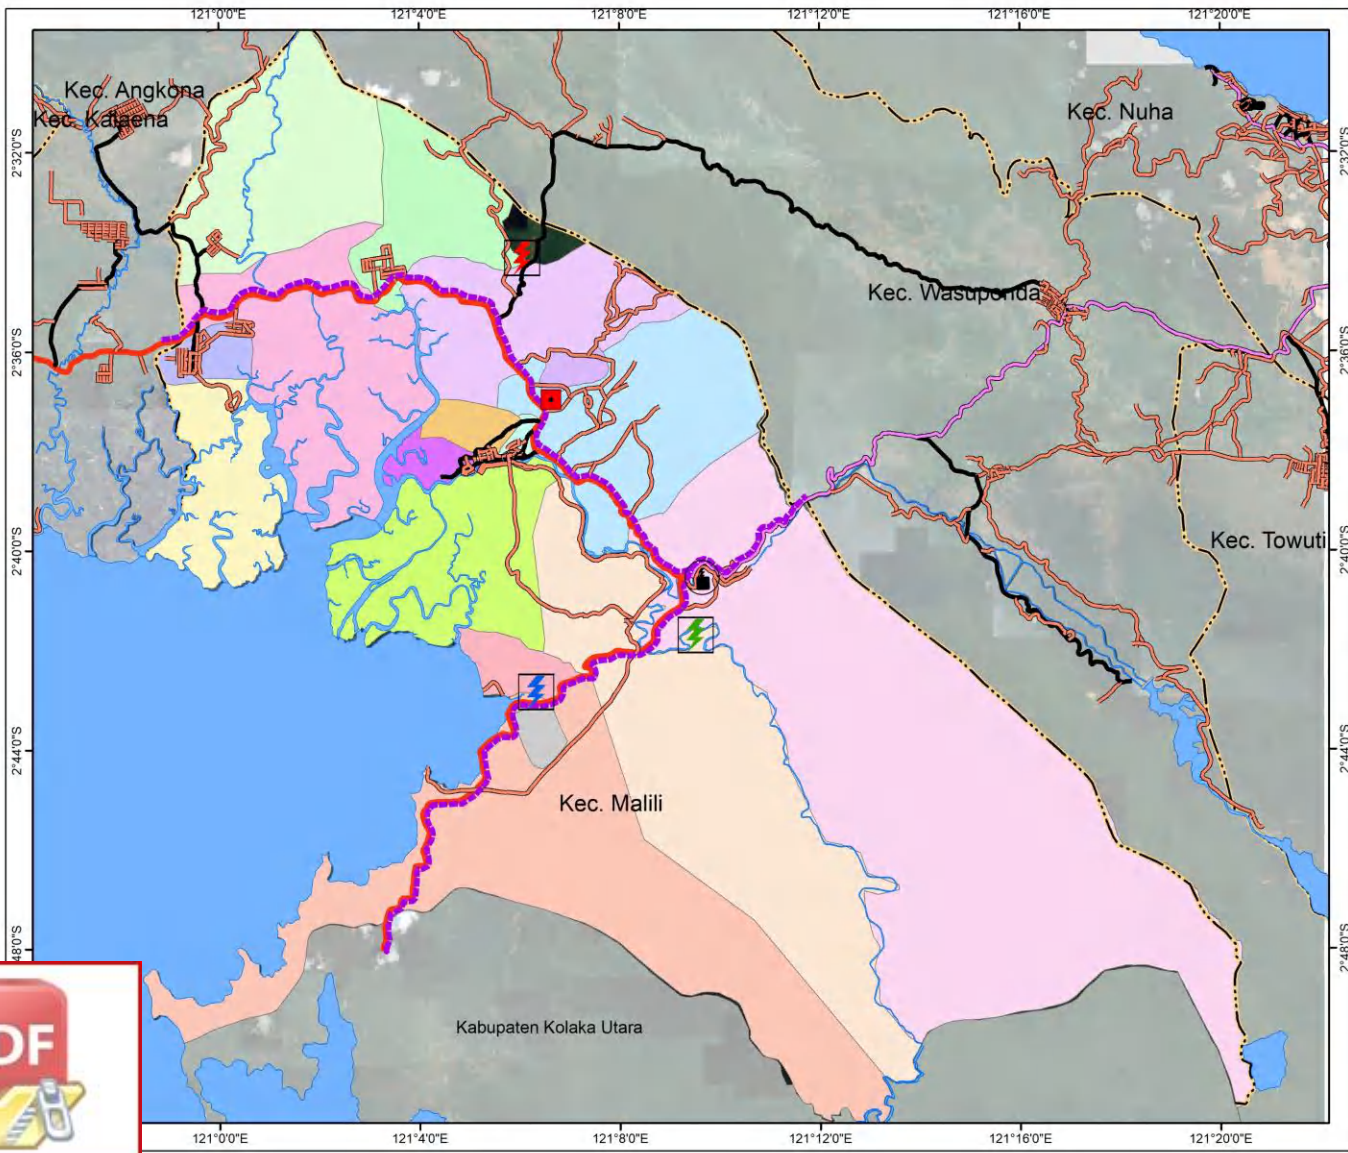 121°0'0"E 121°4'0"E 121°8'0"E 121°12'0"E 121°16'0"E 121°20'0"E
Kec. Angkona
Kec. Kalaena
Kec. Nuha
2°32'0"S 2°32'0"S
Kec. Wasuponda
2°36'0"S 2°36'0"S
Kec. Towuti
2°40'0"S 2°40'0"S
2°44'0"S 2°44'0"S
Kec. Malili
2°48'0"S
48'0"S
Kabupaten Kolaka Utara
DF
121°0'0"E 121°4'0"E 121°8'0"E 121°12'0"E 121°16'0"E 121°20'0"E